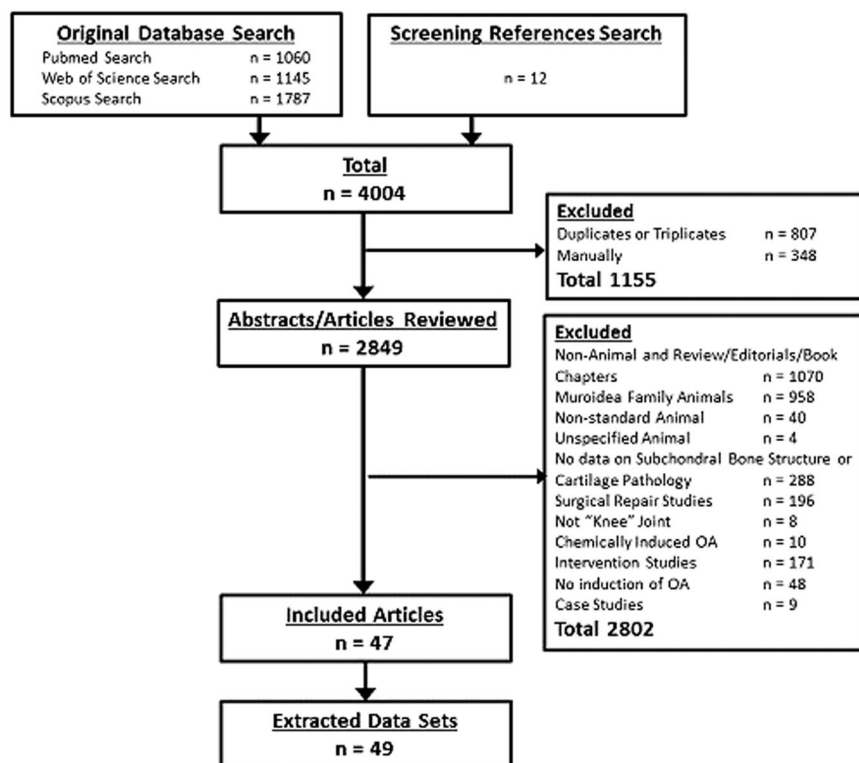 Original Database Search
Pubmed Search n = 1060
Web of Science Search n = 1145
Scopus Search n = 1787
Screening References Search
n = 12
Total
n = 4004
Excluded
Duplicates or Triplicates n = 807
Manually n = 348
Total 1155
Abstracts/Articles Reviewed
n = 2849
Excluded
Non-Animal and Review/Editorials/Book
Chapters n = 1070
Muroidea Family Animals n = 958
Non-standard Animal n = 40
Unspecified Animal n = 4
No data on Subchondral Bone Structure or
Cartilage Pathology n = 288
Surgical Repair Studies n = 196
Not "Knee" Joint n = 8
Chemically Induced OA n = 10
Intervention Studies n = 171
No induction of OA n = 48
Case Studies n = 9
Total 2802
Included Articles
n = 47
Extracted Data Sets
n = 49